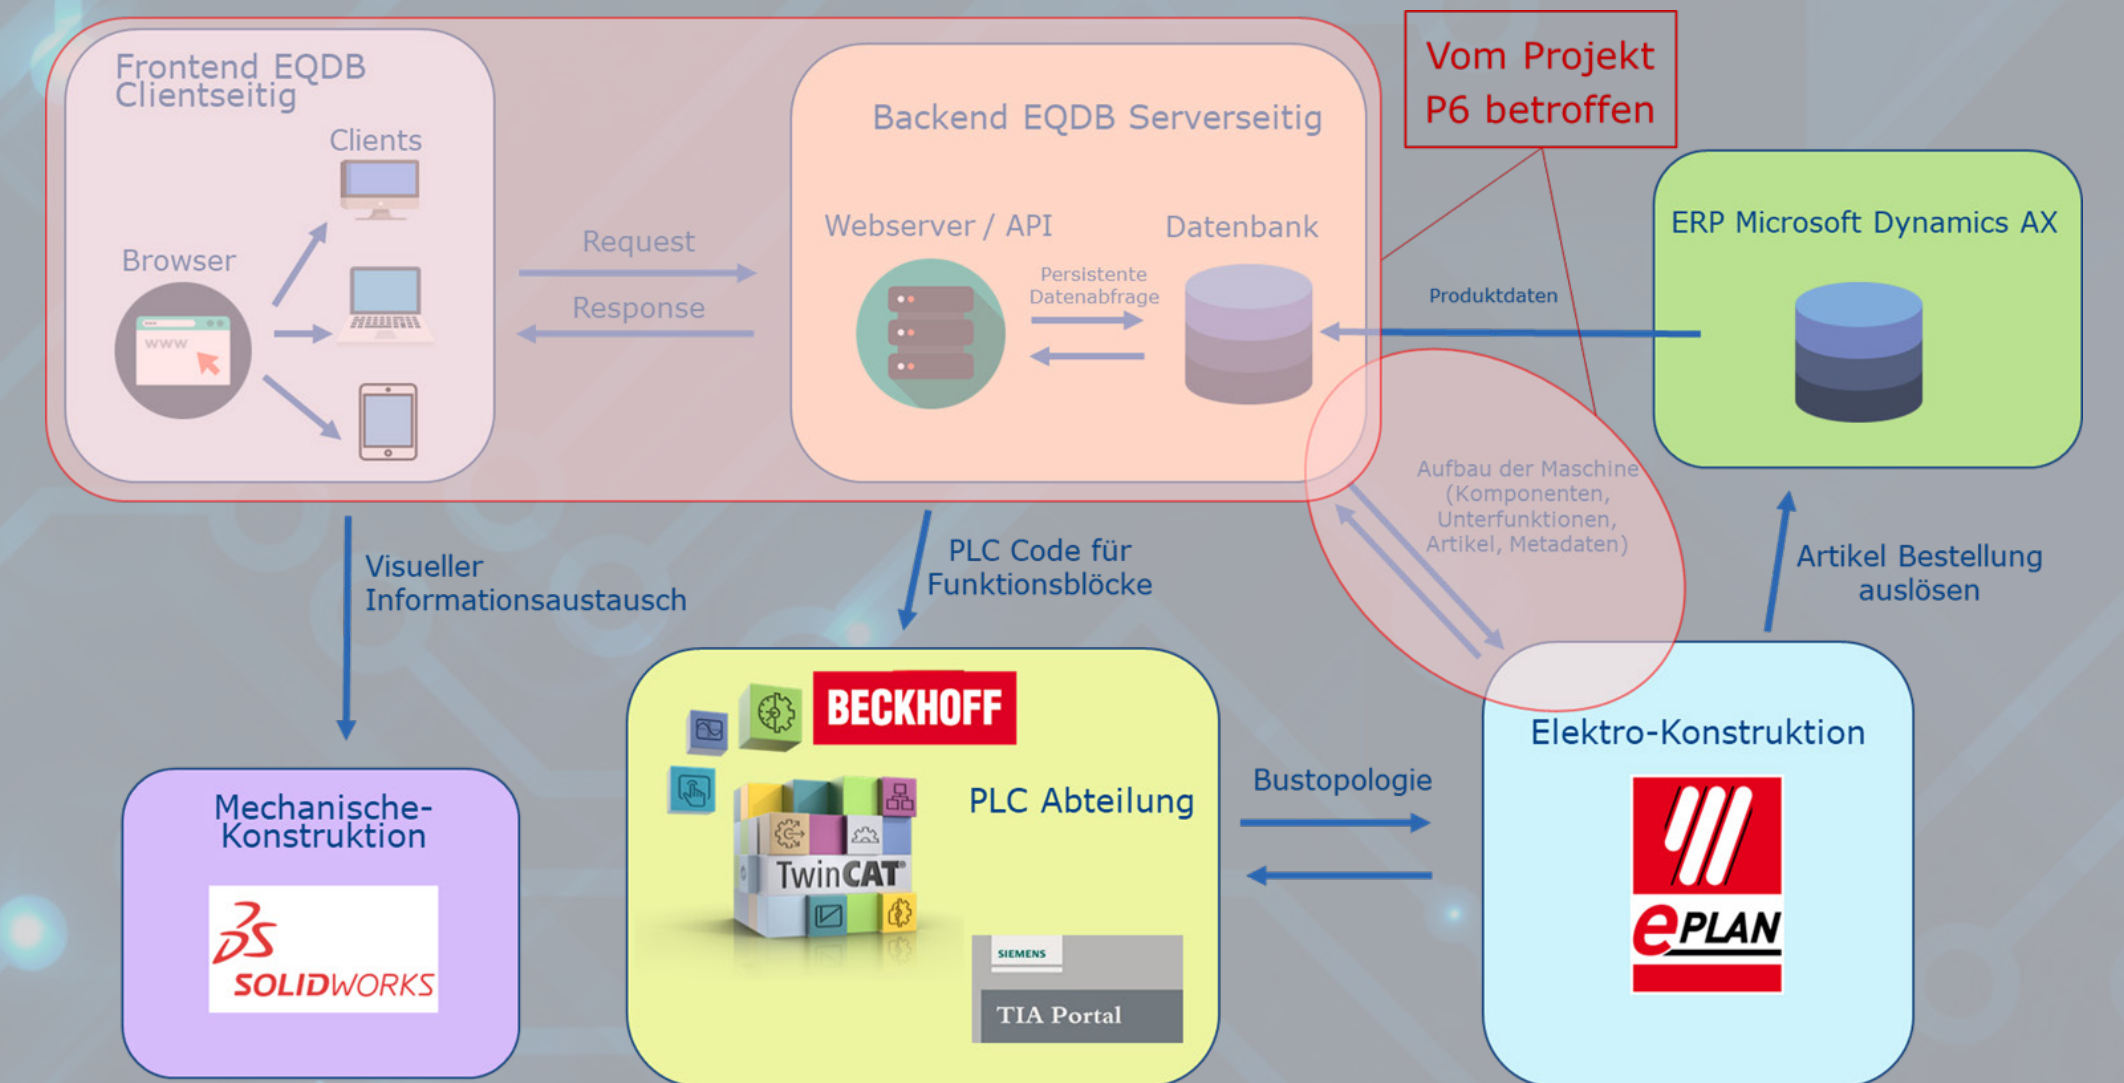 Frontend EQDB
Clientseitig
Clients
Browser
www
Request
Response
Backend EQDB Serverseitig
Webserver / API
Datenbank
Persistente
Datenabfrage
Vom Projekt
P6 betroffen
ERP Microsoft Dynamics AX
Produktdaten
Aufbau der Maschine
(Komponenten,
Unterfunktionen,
Artikel, Metadaten)
Visueller
Informationsaustausch
PLC Code für
Funktionsblöcke
Artikel Bestellung
auslösen
Mechanische-
Konstruktion
SOLIDWORKS
BECKHOFF
PLC Abteilung
TwinCAT®
SIEMENS
TIA Portal
Bustopologie
Elektro-Konstruktion
ePLAN